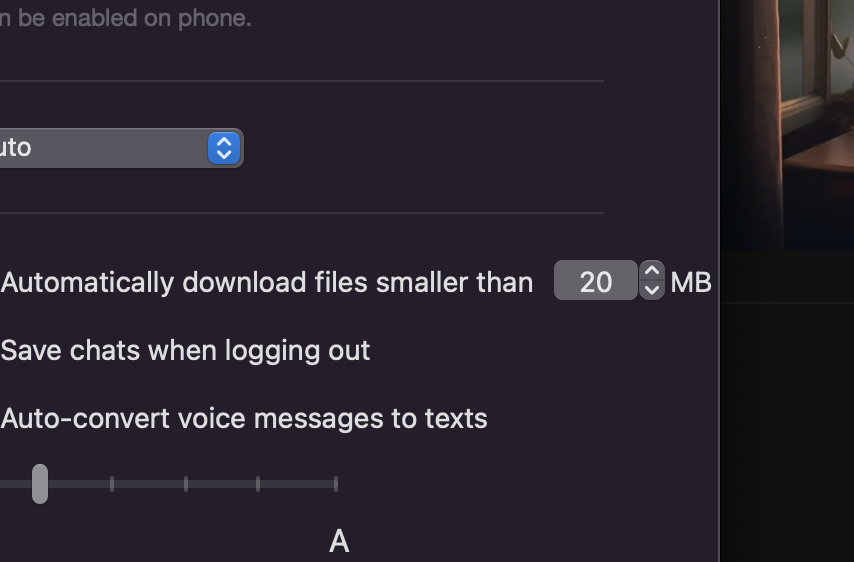 be enabled on phone.
Automatically download files smaller than 20 MB
Save chats when logging out
Auto-convert voice messages to texts
A